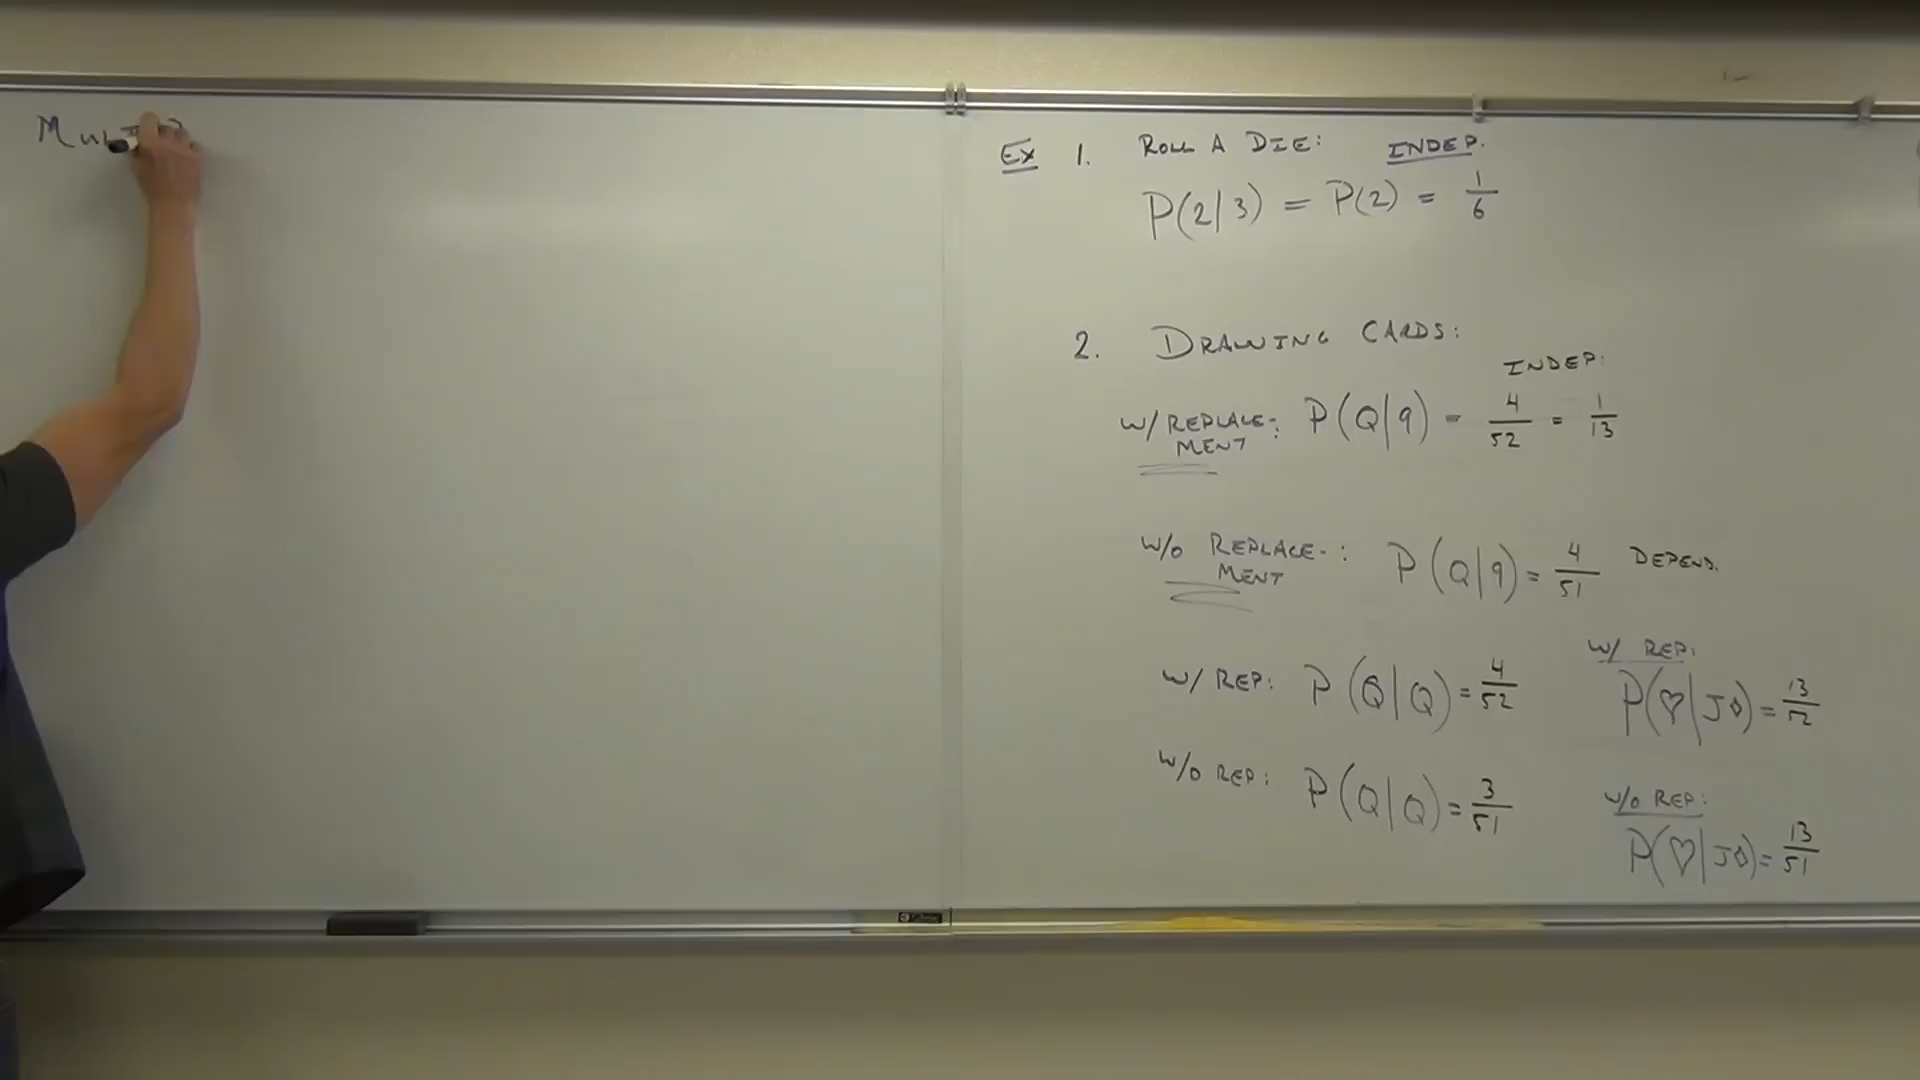 EX 1. ROLL A DIE: INDEP.
P(2|3) = P(2) = 1/6
2. DRAWING CARDS:
INDEP.
W/ REPLACE-MENT: P(Q|9) = 4/52 = 1/13
W/O REPLACE-MENT: P(Q|9) = 4/51 DEPEND.
W/ REP: P(Q|Q) = 4/52
W/O REP: P(Q|Q) = 3/51
W/ REP:
P(♡|J◊) = 13/52
W/O REP:
P(♡|J◊) = 13/51